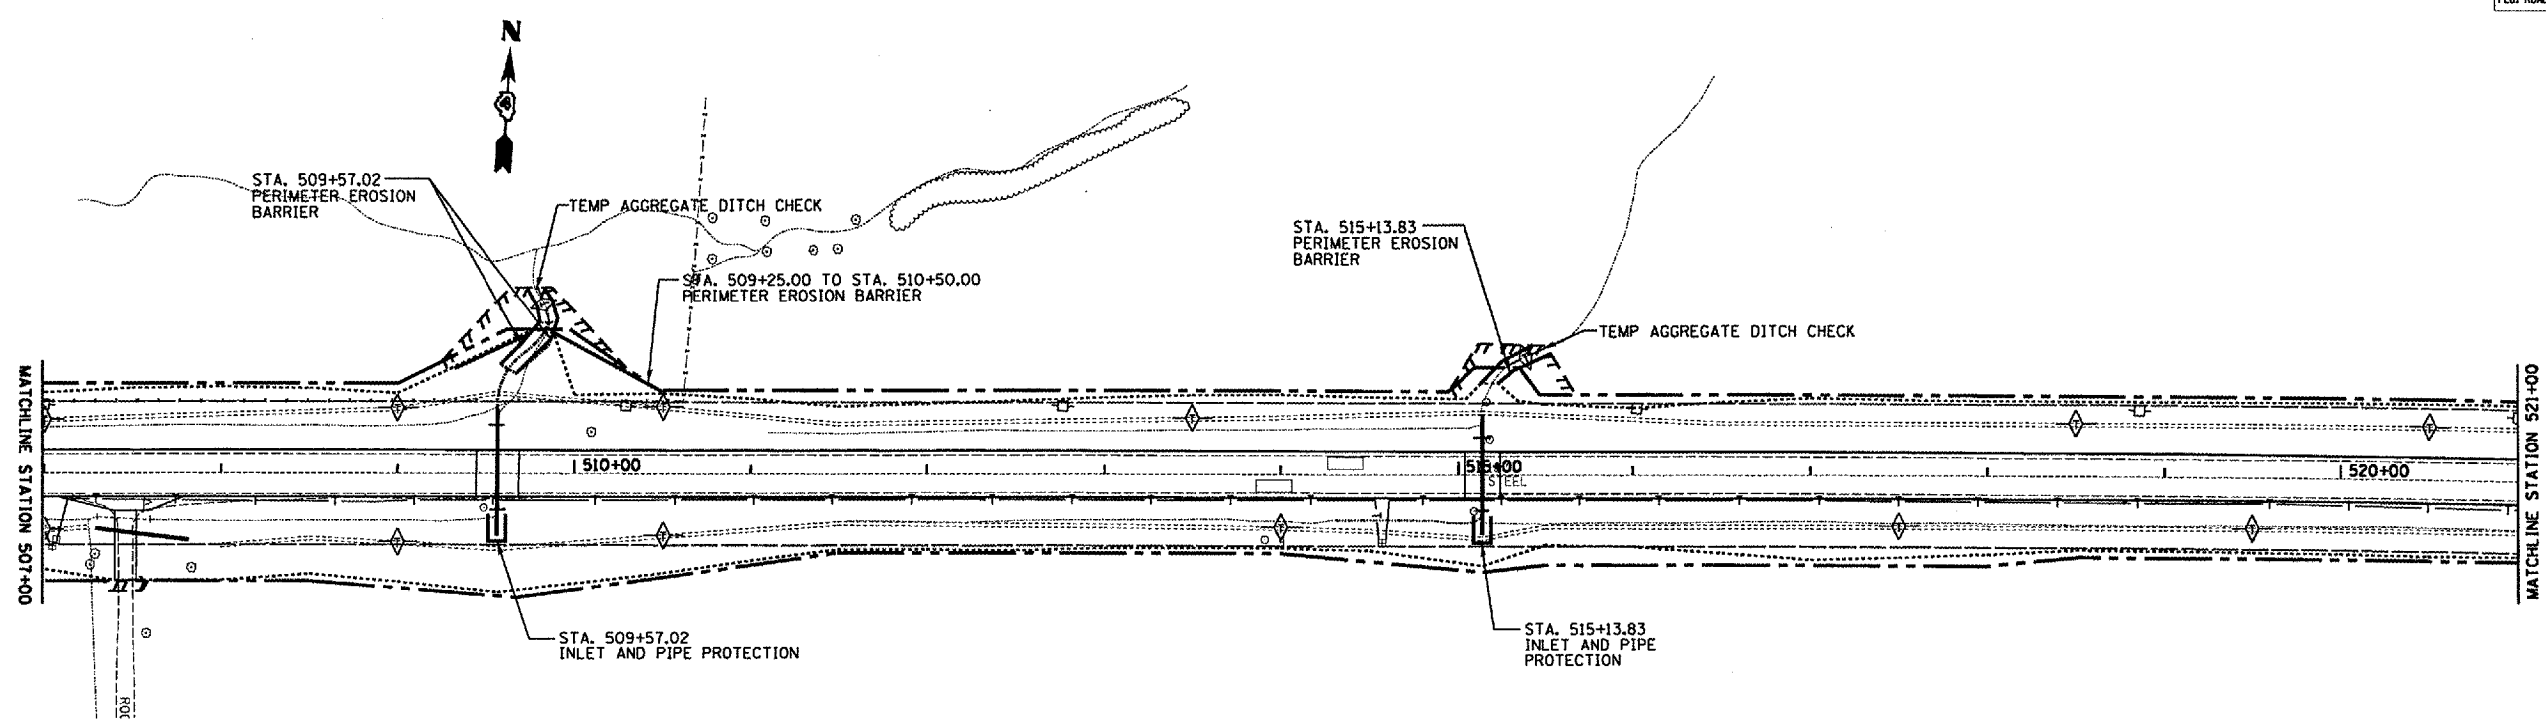 N
STA. 509+57.02
PERIMETER EROSION
BARRIER
TEMP AGGREGATE DITCH CHECK
STA. 509+25.00 TO STA. 510+50.00
PERIMETER EROSION BARRIER
STA. 515+13.83
PERIMETER EROSION
BARRIER
TEMP AGGREGATE DITCH CHECK
MATCHLINE STATION 507+00
510+00
515+00
STEEL
520+00
MATCHLINE STATION 521+00
STA. 509+57.02
INLET AND PIPE PROTECTION
STA. 515+13.83
INLET AND PIPE
PROTECTION